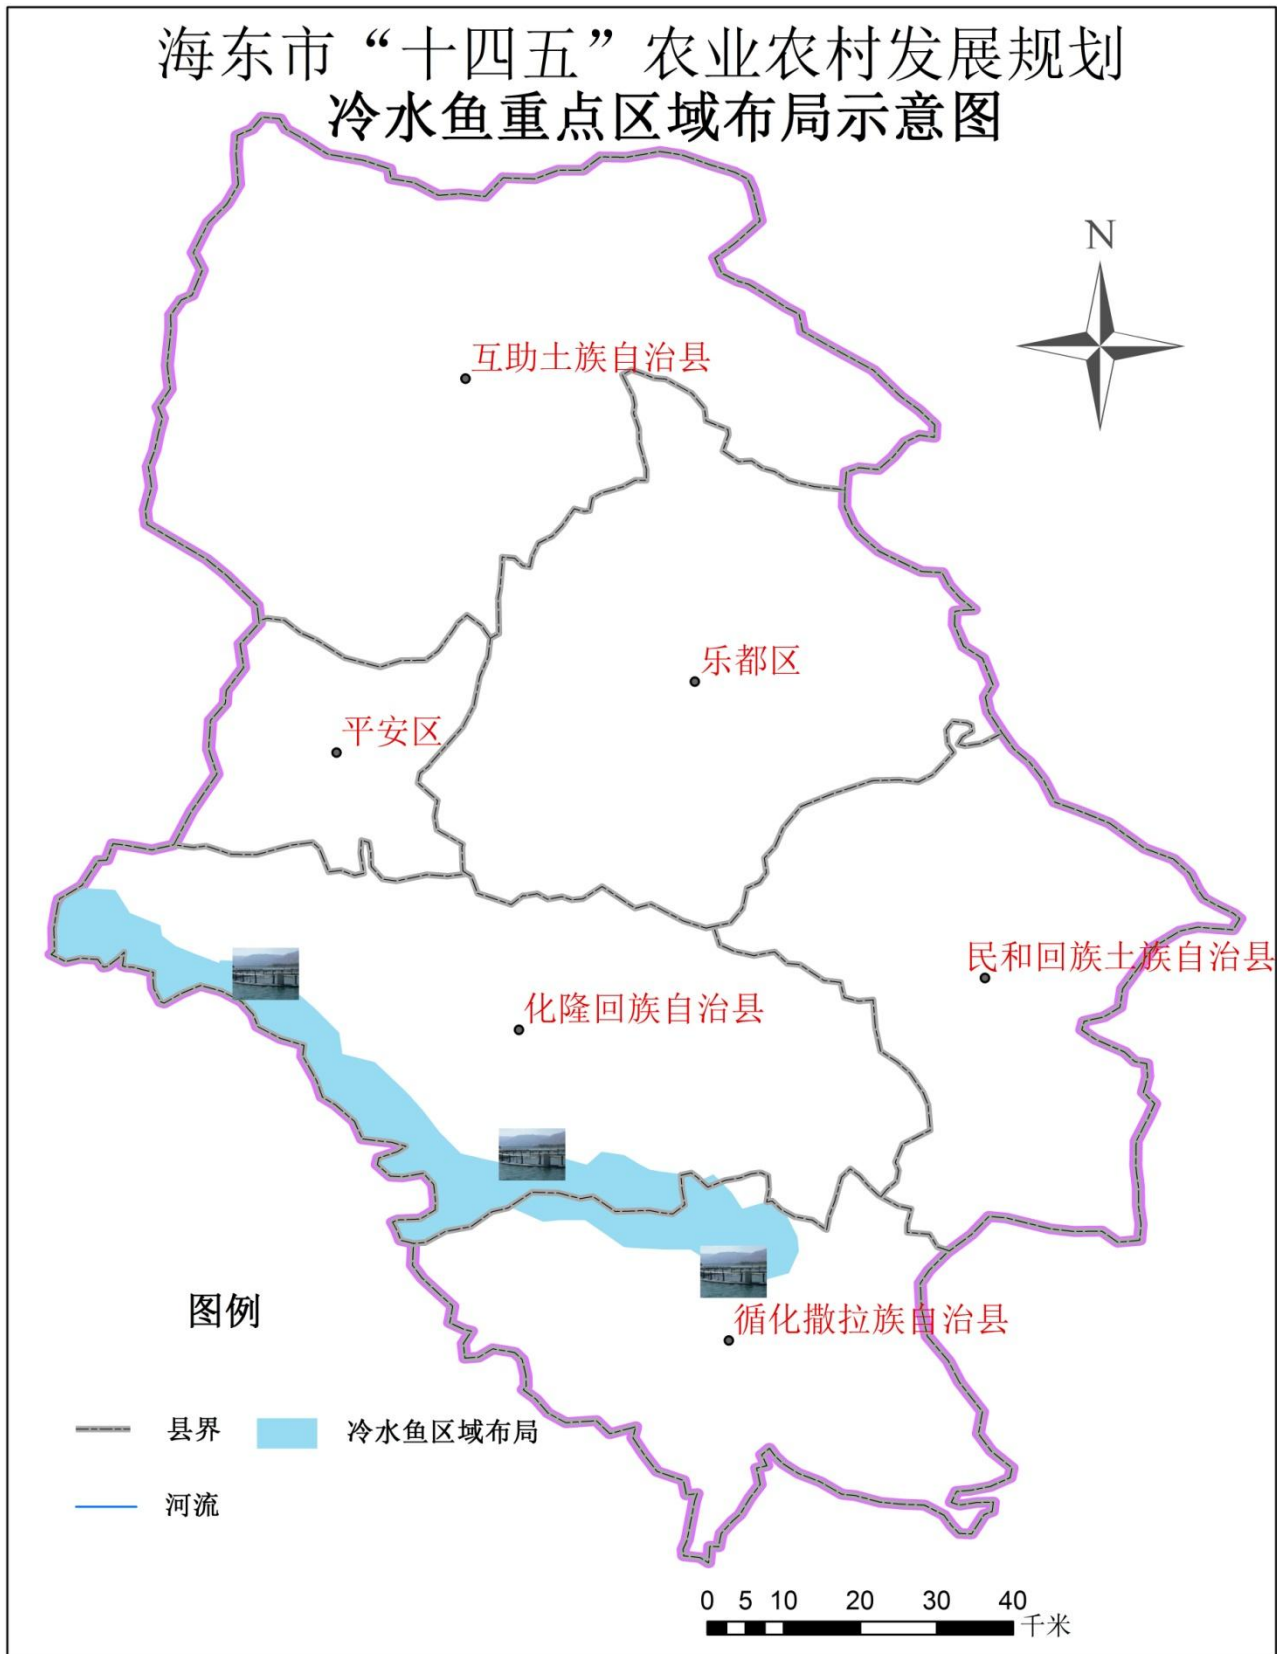 海东市“十四五”农业农村发展规划
冷水鱼重点区域布局示意图
N
互助土族自治县
乐都区
平安区
民和回族土族自治县
化隆回族自治县
循化撒拉族自治县
图例
县界
冷水鱼区域布局
河流
0 5 10 20 30 40
千米